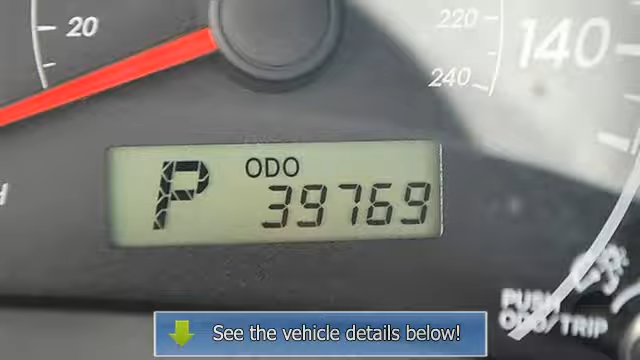 20
220
240
140
P
ODO
39769
H
PUSH
ODO/TRIP
See the vehicle details below!